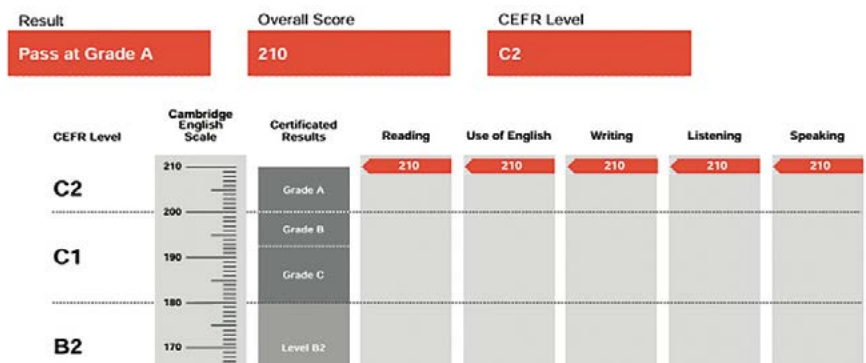 Result Overall Score CEFR Level
Pass at Grade A 210 C2
CEFR Level Cambridge English Scale Certificated Results Reading Use of English Writing Listening Speaking
210 210 210 210 210 210
C2 Grade A
200
Grade B
C1 190
Grade C
180
B2 170 Level B2